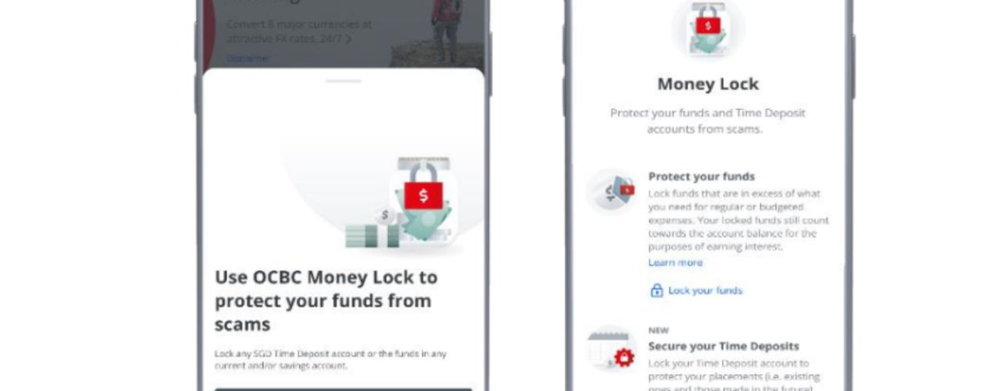 Convert 8 major currencies at
attractive FX rates, 24/7 >
Disclaimer
$
$
Use OCBC Money Lock to
protect your funds from
scams
Lock any SGD Time Deposit account or the funds in any
current and/or savings account.
$
Money Lock
Protect your funds and Time Deposit
accounts from scams.
$
Protect your funds
Lock funds that are in excess of what
you need for regular or budgeted
expenses. Your locked funds still count
towards the account balance for the
purposes of earning interest.
Learn more
Lock your funds
NEW
Secure your Time Deposits
Lock your Time Deposit account to
protect your placements (i.e. existing
ones and those made in the future)